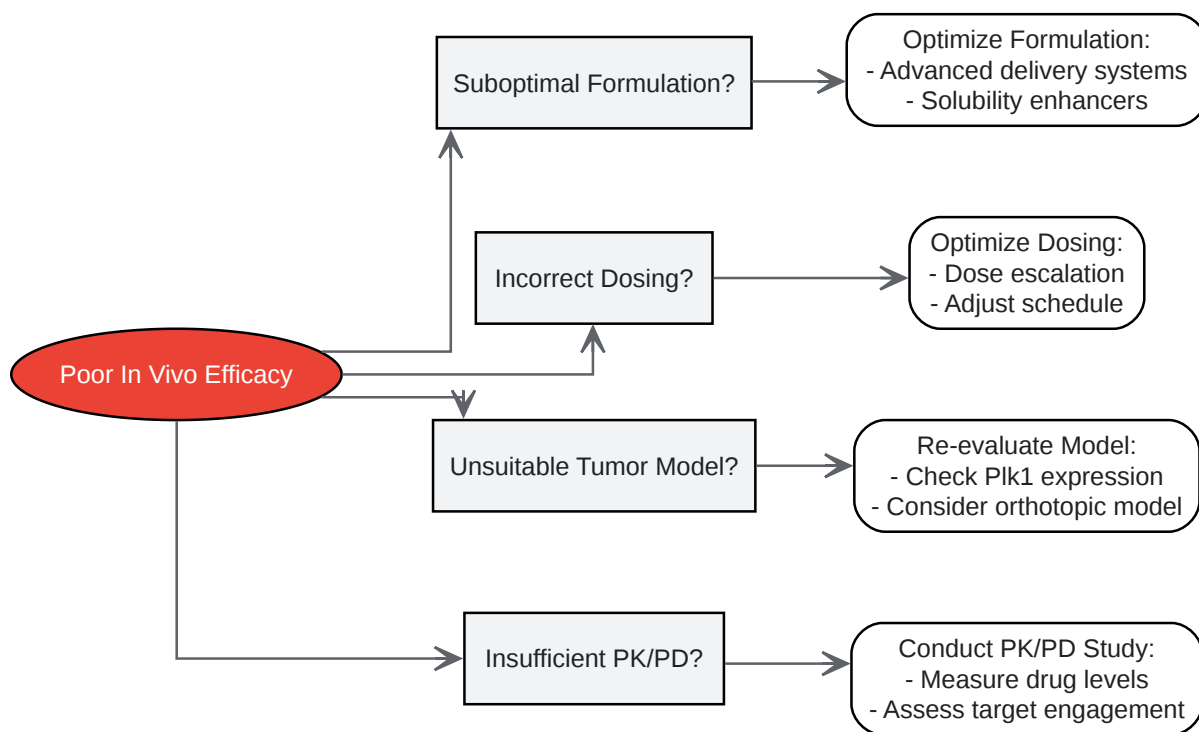 Suboptimal Formulation?
Optimize Formulation:
- Advanced delivery systems
- Solubility enhancers
Incorrect Dosing?
Optimize Dosing:
- Dose escalation
- Adjust schedule
Poor In Vivo Efficacy
Unsuitable Tumor Model?
Re-evaluate Model:
- Check Plk1 expression
- Consider orthotopic model
Insufficient PK/PD?
Conduct PK/PD Study:
- Measure drug levels
- Assess target engagement